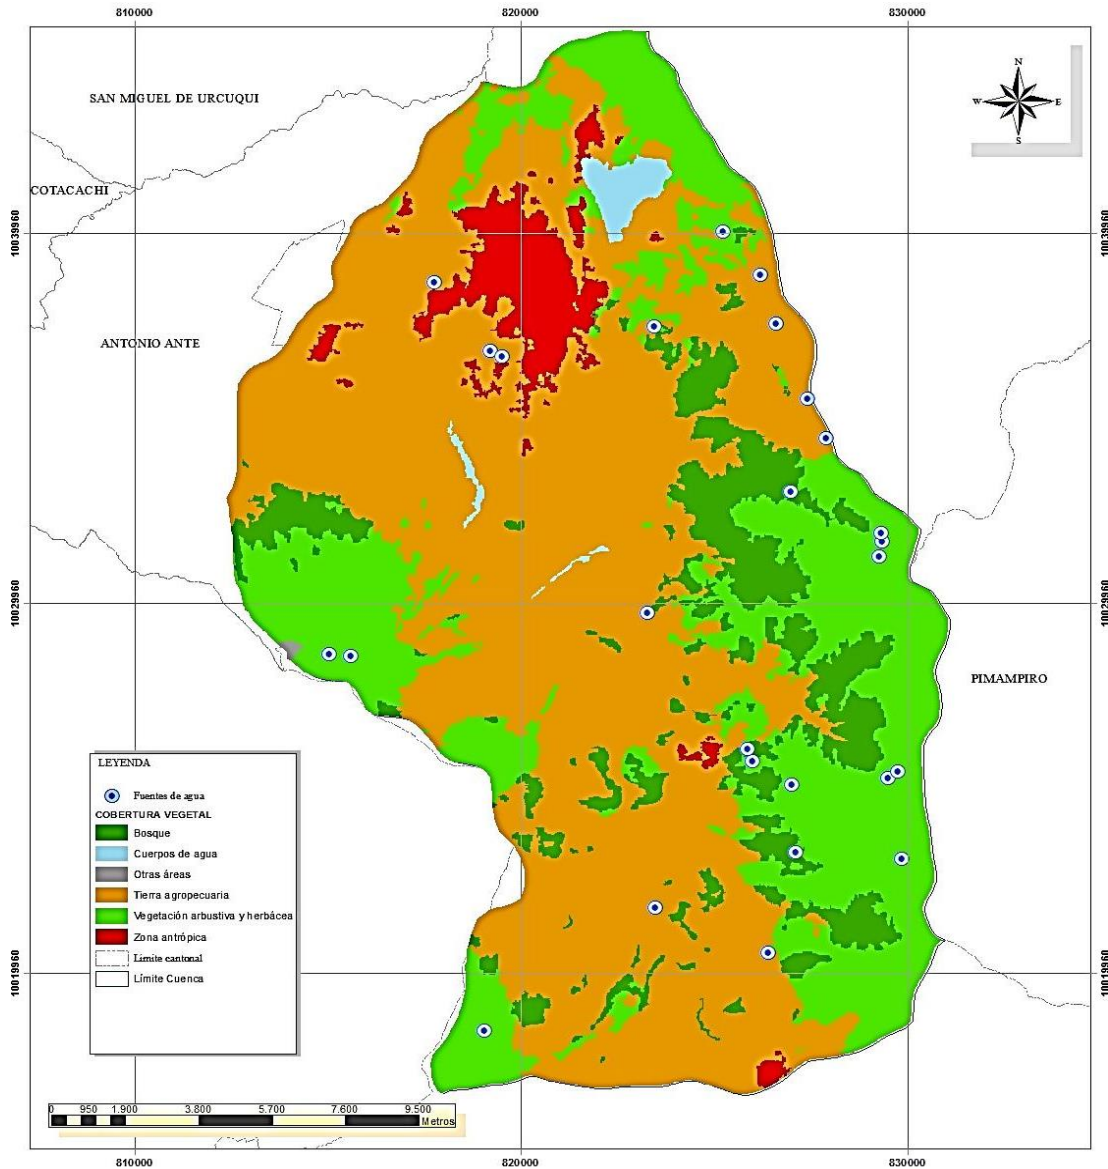 810000
820000
830000
SAN MIGUEL DE URCUQUI
N
W
E
S
COTACACHI
10039960
10039960
ANTONIO ANTE
10029960
10029960
PIMAMPIRO
LEYENDA
Fuentes de agua
COBERTURA VEGETAL
Bosque
Cuerpos de agua
Otras áreas
Tierra agropecuaria
Vegetación arbustiva y herbácea
Zona antrópica
Limite cantonal
Límite Cuenca
10019960
10019960
0 950 1.900 3.800 5.700 7.600 9.500
Metros
810000
820000
830000